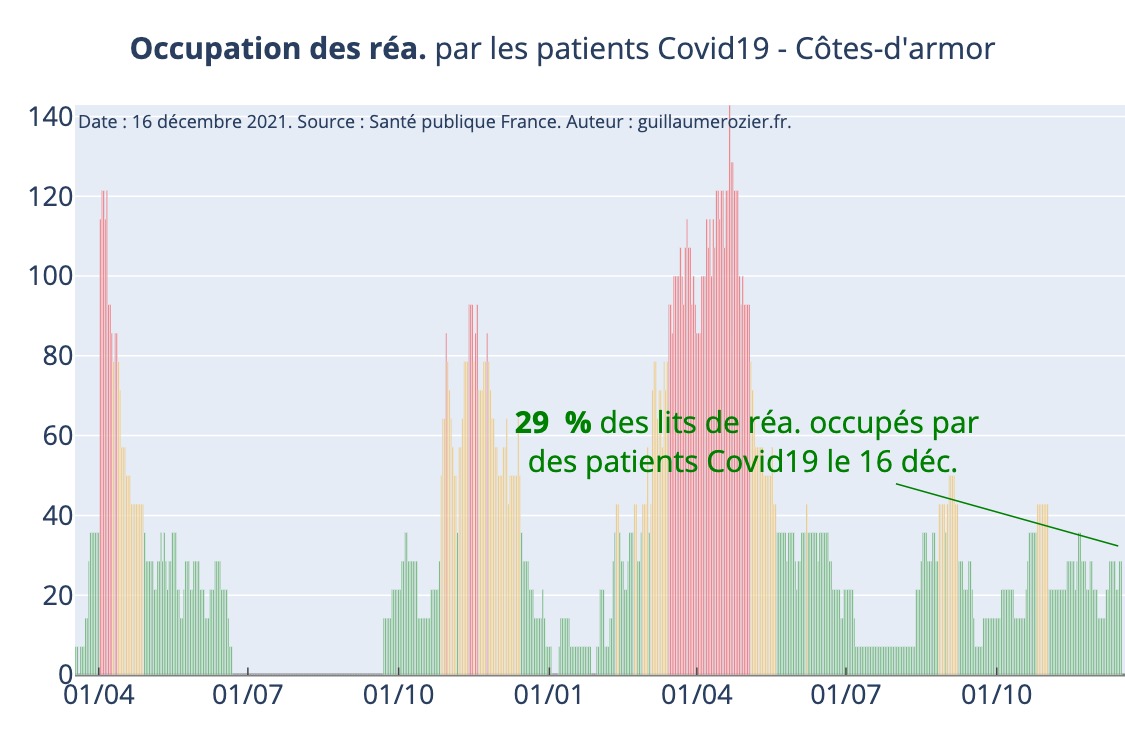 Occupation des réa. par les patients Covid19 - Côtes-d'armor
140
Date : 16 décembre 2021. Source : Santé publique France. Auteur : guillaumerozier.fr.
120
100
80
29  % des lits de réa. occupés par
60
des patients Covid19 le 16 déc.
40
20
0
01/04 01/07 01/10 01/01 01/04 01/07 01/10